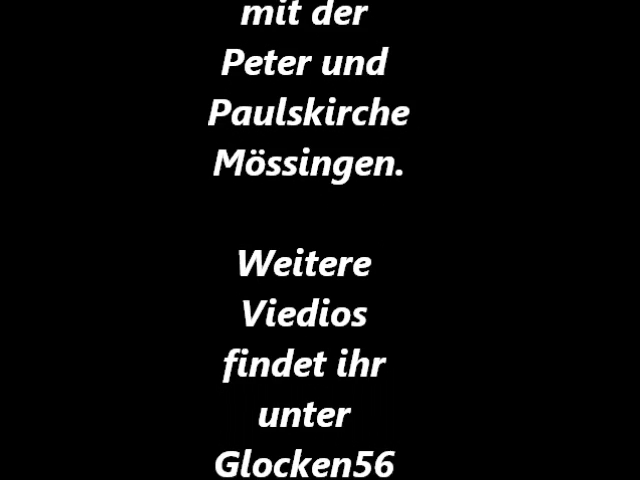 mit der
Peter und
Paulskirche
Mössingen.
Weitere
Viedios
findet ihr
unter
Glocken56